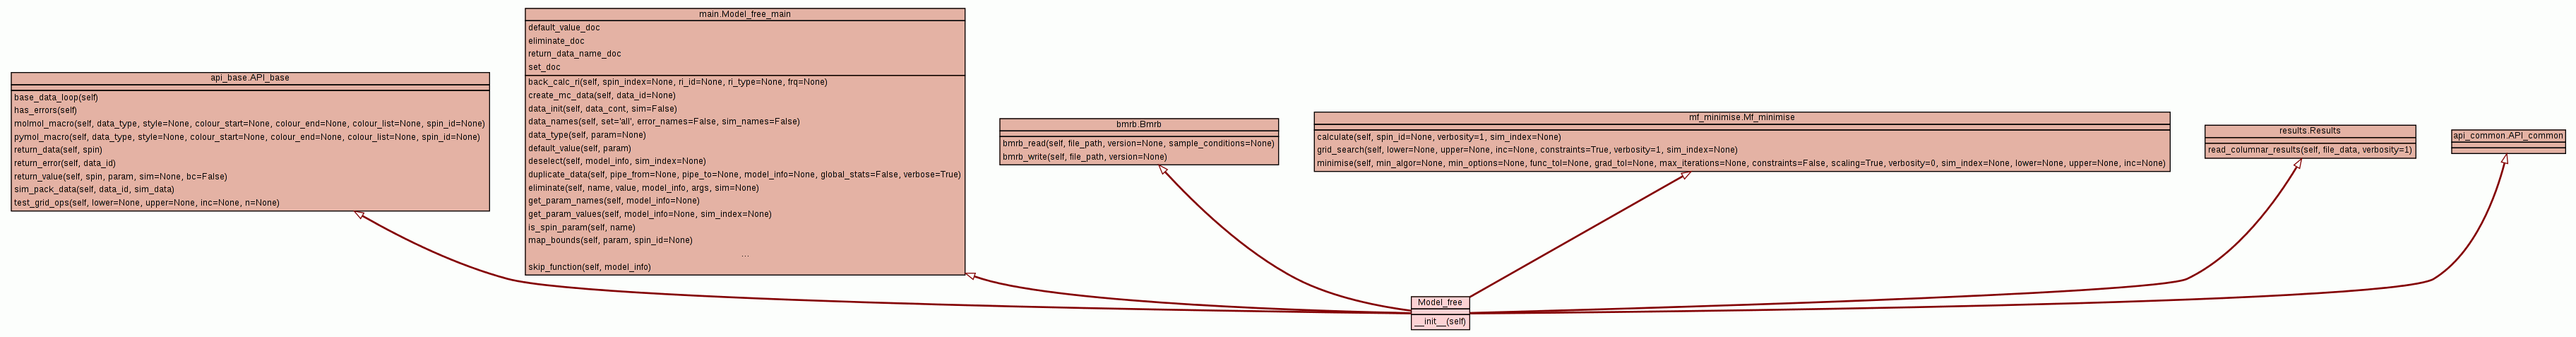 api_base.API_base
base_data_loop(self)
has_errors(self)
molmol_macro(self, data_type, style=None, colour_start=None, colour_end=None, colour_list=None, spin_id=None)
pymol_macro(self, data_type, style=None, colour_start=None, colour_end=None, colour_list=None, spin_id=None)
return_data(self, spin)
return_error(self, data_id)
return_value(self, spin, param, sim=None, bc=False)
sim_pack_data(self, data_id, sim_data)
test_grid_ops(self, lower=None, upper=None, inc=None, n=None)
main.Model_free_main
default_value_doc
eliminate_doc
return_data_name_doc
set_doc
back_calc_ri(self, spin_index=None, ri_id=None, ri_type=None, frq=None)
create_mc_data(self, data_id=None)
data_init(self, data_cont, sim=False)
data_names(self, set='all', error_names=False, sim_names=False)
data_type(self, param=None)
default_value(self, param)
deselect(self, model_info, sim_index=None)
duplicate_data(self, pipe_from=None, pipe_to=None, model_info=None, global_stats=False, verbose=True)
eliminate(self, name, value, model_info, args, sim=None)
get_param_names(self, model_info=None)
get_param_values(self, model_info=None, sim_index=None)
is_spin_param(self, name)
map_bounds(self, param, spin_id=None)
...
skip_function(self, model_info)
bmrb.Bmrb
bmrb_read(self, file_path, version=None, sample_conditions=None)
bmrb_write(self, file_path, version=None)
mf_minimise.Mf_minimise
calculate(self, spin_id=None, verbosity=1, sim_index=None)
grid_search(self, lower=None, upper=None, inc=None, constraints=True, verbosity=1, sim_index=None)
minimise(self, min_algor=None, min_options=None, func_tol=None, grad_tol=None, max_iterations=None, constraints=False, scaling=True, verbosity=0, sim_index=None, lower=None, upper=None, inc=None)
results.Results
read_columnar_results(self, file_data, verbosity=1)
api_common.API_common
Model_free
__init__(self)